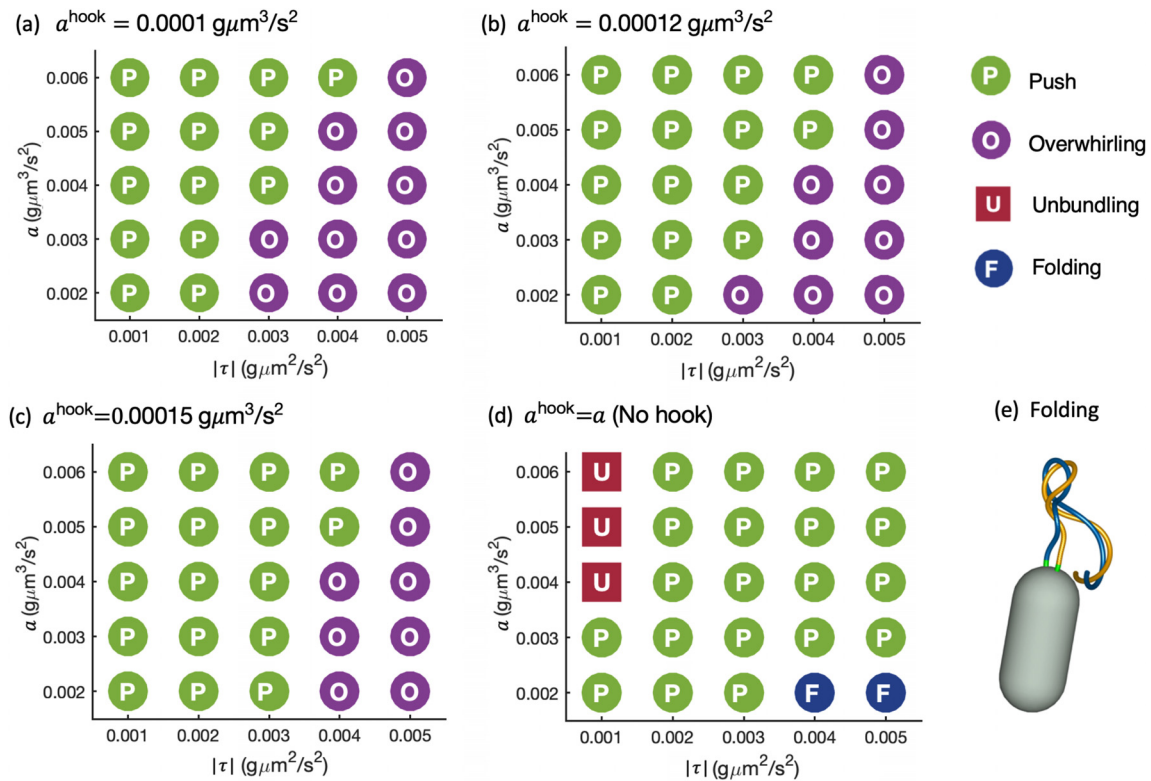 (a) a^hook = 0.0001 gμm³/s²
a (gμm³/s²)
0.006 P P P P O
0.005 P P P O O
0.004 P P P O O
0.003 P P O O O
0.002 P P O O O
0.001 0.002 0.003 0.004 0.005
|τ| (gμm²/s²)
(b) a^hook = 0.00012 gμm³/s²
a (gμm³/s²)
0.006 P P P P O
0.005 P P P P O
0.004 P P P O O
0.003 P P P O O
0.002 P P O O O
0.001 0.002 0.003 0.004 0.005
|τ| (gμm²/s²)
P Push
O Overwhirling
U Unbundling
F Folding
(c) a^hook=0.00015 gμm³/s²
a (gμm³/s²)
0.006 P P P P O
0.005 P P P P O
0.004 P P P O O
0.003 P P P O O
0.002 P P P O O
0.001 0.002 0.003 0.004 0.005
|τ| (gμm²/s²)
(d) a^hook=a (No hook)
a (gμm³/s²)
0.006 U P P P P
0.005 U P P P P
0.004 U P P P P
0.003 P P P P P
0.002 P P P F F
0.001 0.002 0.003 0.004 0.005
|τ| (gμm²/s²)
(e) Folding